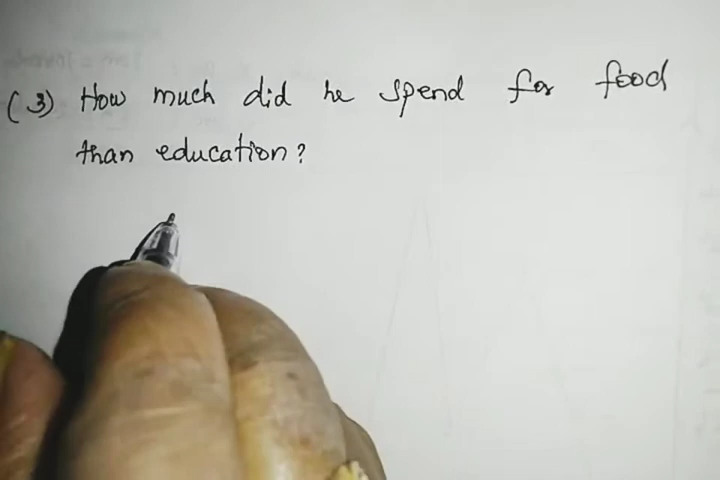 (3) How much did he spend for food
than education?